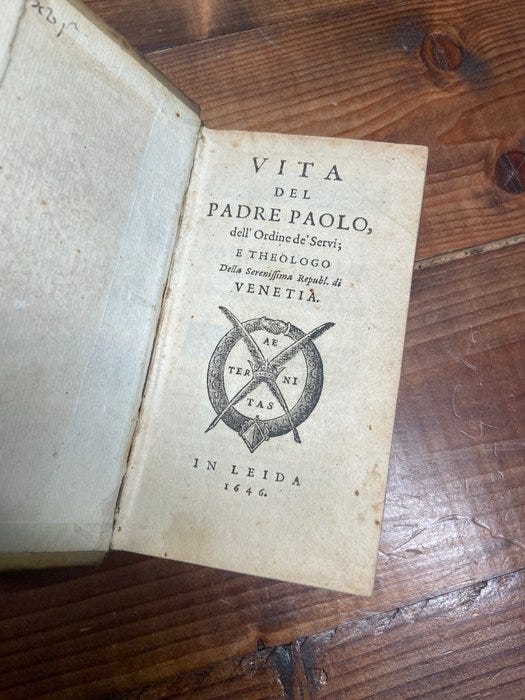 VITA
DEL
PADRE PAOLO,
dell' Ordine de' Servi;
E THEOLOGO
Della Sereniſſima Republ. di
VENETIA.
AE
TER NI
TAS
IN LEIDA
1646.